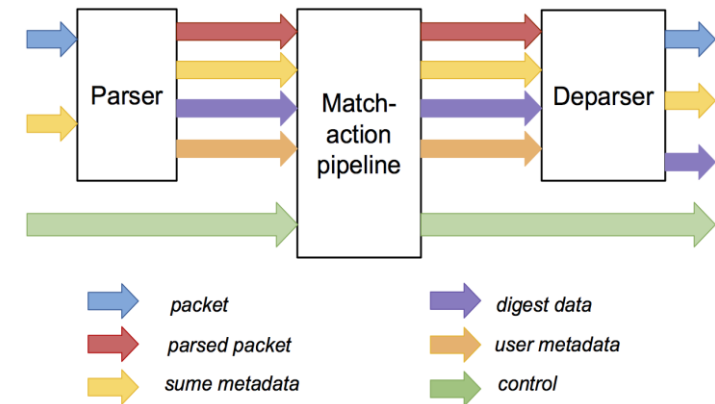 Parser
Match-
action
pipeline
Deparser
packet
digest data
parsed packet
user metadata
sume metadata
control